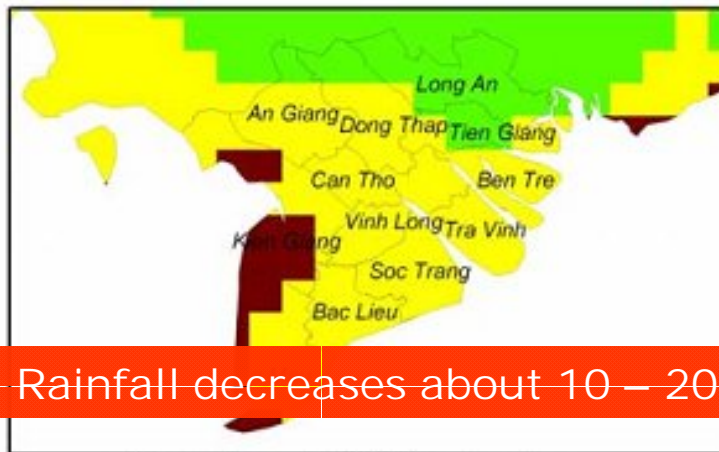 Long An
An Giang
Dong Thap
Tien Giang
Can Tho
Ben Tre
Vinh Long
Tra Vinh
Kien Giang
Soc Trang
Bac Lieu
Rainfall decreases about 10 – 20